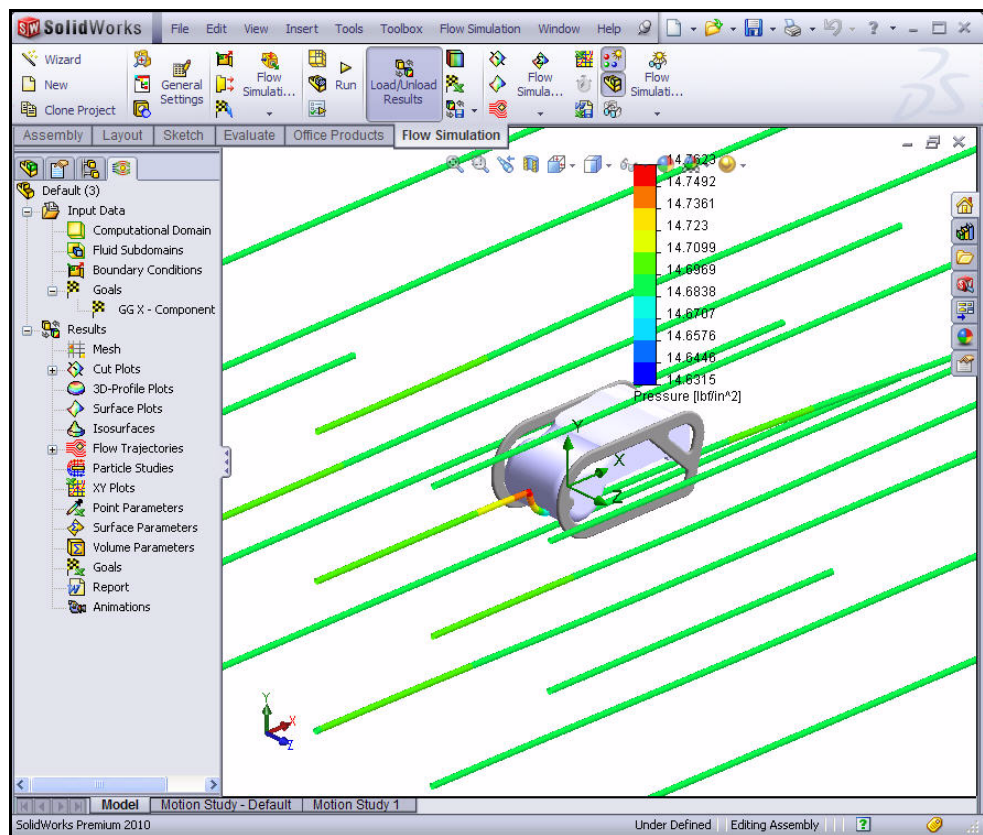 SolidWorks File Edit View Insert Tools Toolbox Flow Simulation Window Help ?
Wizard
New
Clone Project
General Settings
Flow Simulati...
Run
Load/Unload Results
Flow Simula...
Flow Simulati...
Assembly Layout Sketch Evaluate Office Products Flow Simulation
Default (3)
Input Data
Computational Domain
Fluid Subdomains
Boundary Conditions
Goals
GG X - Component
Results
Mesh
Cut Plots
3D-Profile Plots
Surface Plots
Isosurfaces
Flow Trajectories
Particle Studies
XY Plots
Point Parameters
Surface Parameters
Volume Parameters
Goals
Report
Animations
14.7623
14.7492
14.7361
14.723
14.7099
14.6969
14.6838
14.6707
14.6576
14.6446
14.6315
Pressure [lbf/in^2]
Y
X
Z
Y
X
Z
Model Motion Study - Default Motion Study 1
SolidWorks Premium 2010 Under Defined Editing Assembly ?